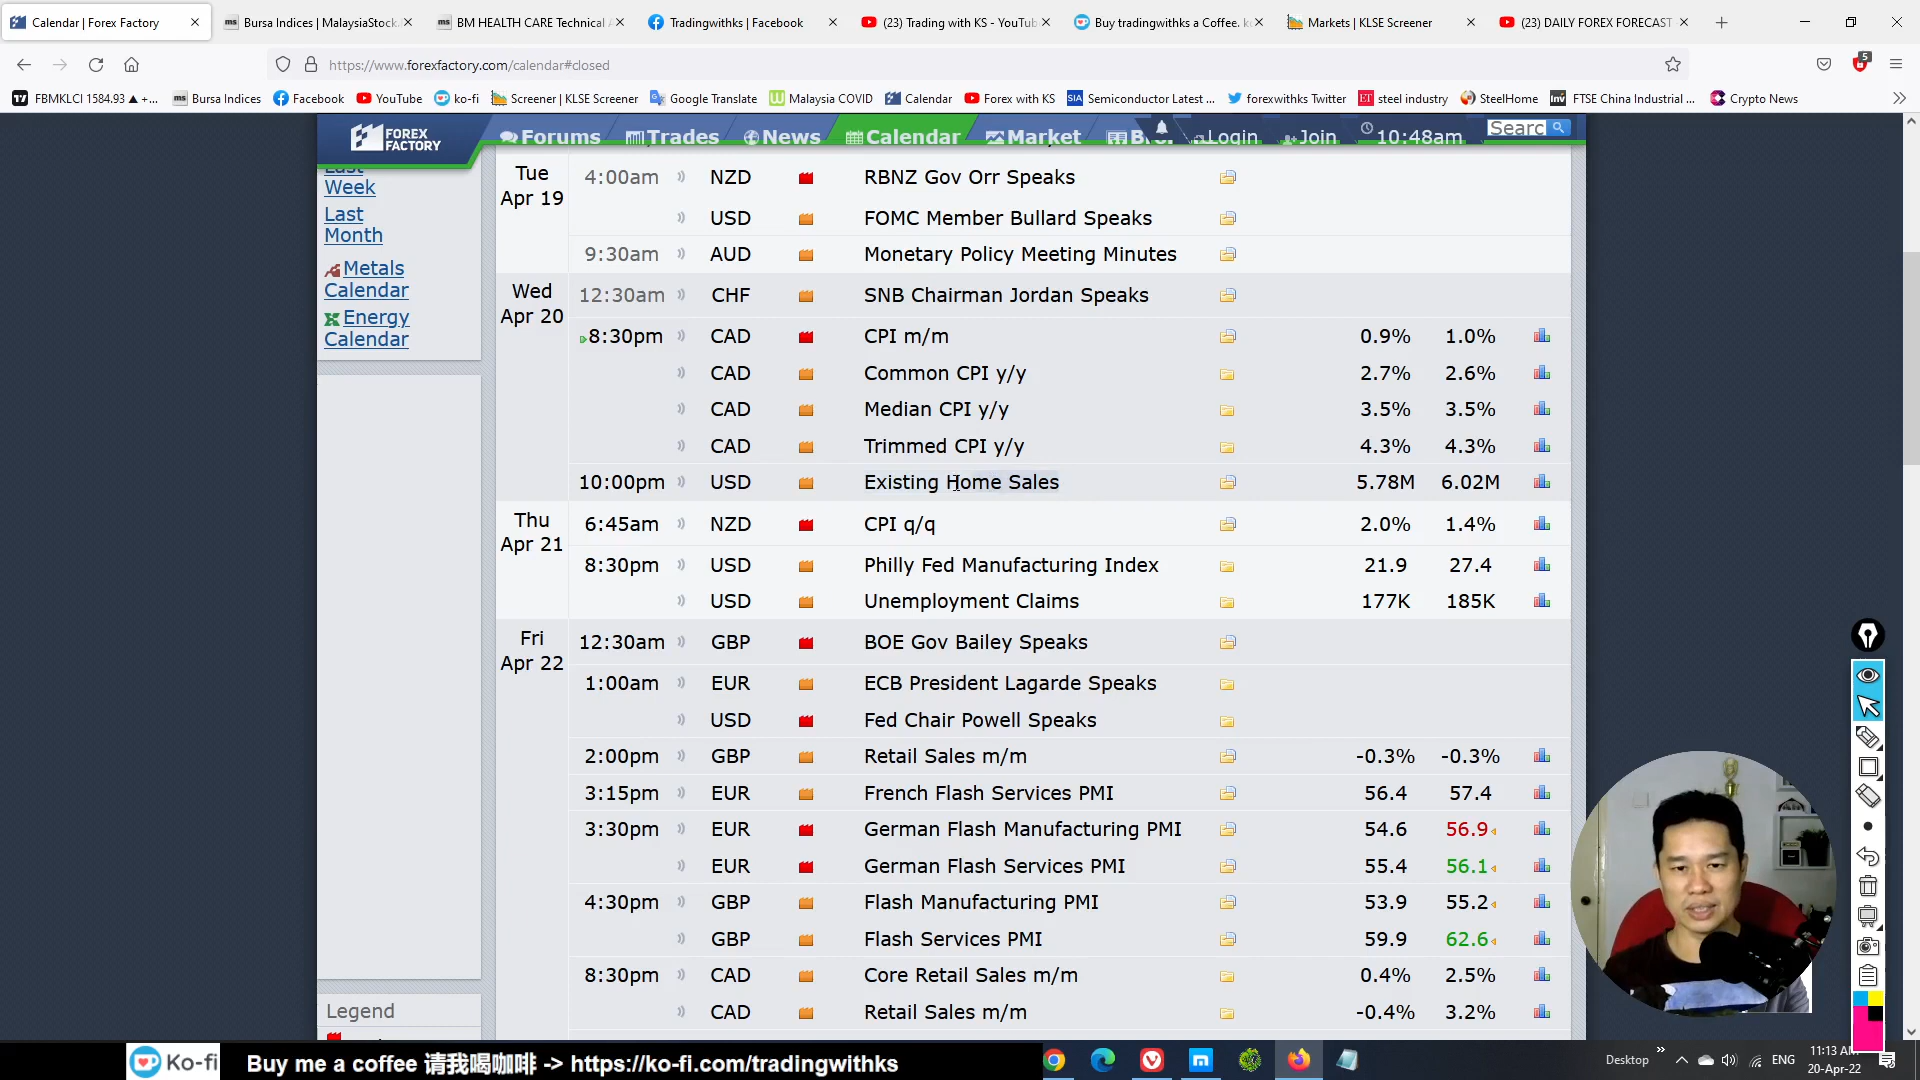 Calendar | Forex Factory
Bursa Indices | MalaysiaStock.
BM HEALTH CARE Technical A
Tradingwithks | Facebook
(23) Trading with KS - YouTub
Buy tradingwithks a Coffee. k
Markets | KLSE Screener
(23) DAILY FOREX FORECAST
https://www.forexfactory.com/calendar#closed
5
FBMKLCI 1584.93 ▲ +...
Bursa Indices
Facebook
YouTube
ko-fi
Screener | KLSE Screener
Google Translate
Malaysia COVID
Calendar
Forex with KS
SIA Semiconductor Latest ...
forexwithks Twitter
ET steel industry
SteelHome
Inv FTSE China Industrial ...
Crypto News
FOREX FACTORY
Forums
Trades
News
Calendar
Market
Login
Join
10:48am
Searc
Last Week
Last Month
Metals Calendar
Energy Calendar
Tue Apr 19
4:00am NZD RBNZ Gov Orr Speaks
USD FOMC Member Bullard Speaks
9:30am AUD Monetary Policy Meeting Minutes
Wed Apr 20
12:30am CHF SNB Chairman Jordan Speaks
8:30pm CAD CPI m/m 0.9% 1.0%
CAD Common CPI y/y 2.7% 2.6%
CAD Median CPI y/y 3.5% 3.5%
CAD Trimmed CPI y/y 4.3% 4.3%
10:00pm USD Existing Home Sales 5.78M 6.02M
Thu Apr 21
6:45am NZD CPI q/q 2.0% 1.4%
8:30pm USD Philly Fed Manufacturing Index 21.9 27.4
USD Unemployment Claims 177K 185K
Fri Apr 22
12:30am GBP BOE Gov Bailey Speaks
1:00am EUR ECB President Lagarde Speaks
USD Fed Chair Powell Speaks
2:00pm GBP Retail Sales m/m -0.3% -0.3%
3:15pm EUR French Flash Services PMI 56.4 57.4
3:30pm EUR German Flash Manufacturing PMI 54.6 56.9
EUR German Flash Services PMI 55.4 56.1
4:30pm GBP Flash Manufacturing PMI 53.9 55.2
GBP Flash Services PMI 59.9 62.6
8:30pm CAD Core Retail Sales m/m 0.4% 2.5%
CAD Retail Sales m/m -0.4% 3.2%
Legend
Ko-fi
Buy me a coffee 请我喝咖啡 -> https://ko-fi.com/tradingwithks
Desktop
ENG
11:13 AM
20-Apr-22